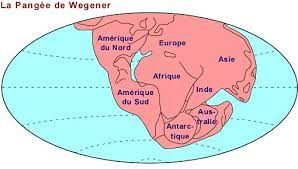 La Pangée de Wegener
Amérique
du Nord
Europe
Asie
Afrique
Amérique
du Sud
Inde
Aus-
tralie
Antarc-
tique